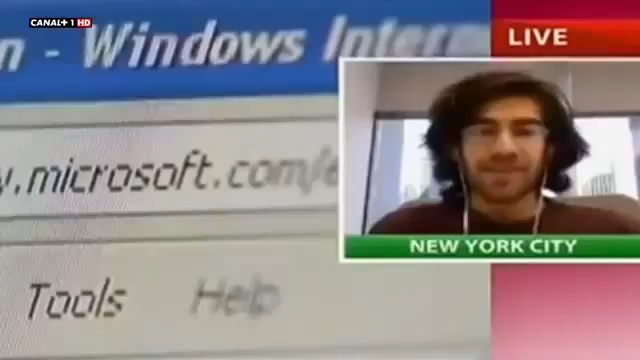 CANAL+ 1 HD
n - Windows Inter
LIVE
.microsoft.com/e
NEW YORK CITY
Tools Help